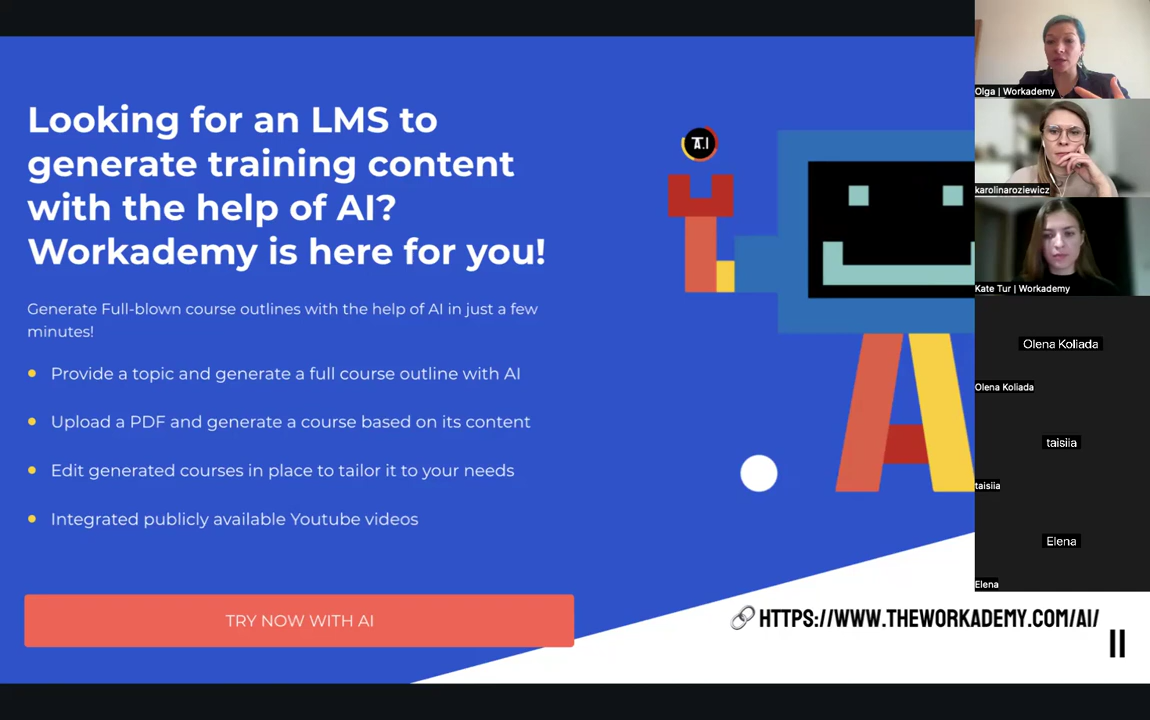 Looking for an LMS to
generate training content
with the help of AI?
Workademy is here for you!
Generate Full-blown course outlines with the help of AI in just a few
minutes!
Provide a topic and generate a full course outline with AI
Upload a PDF and generate a course based on its content
Edit generated courses in place to tailor it to your needs
Integrated publicly available Youtube videos
TRY NOW WITH AI
A.I
HTTPS://WWW.THEWORKADEMY.COM/AI/
Olga | Workademy
karolinaroziewicz
Kate Tur | Workademy
Olena Koliada
Olena Koliada
taisiia
taisiia
Elena
Elena